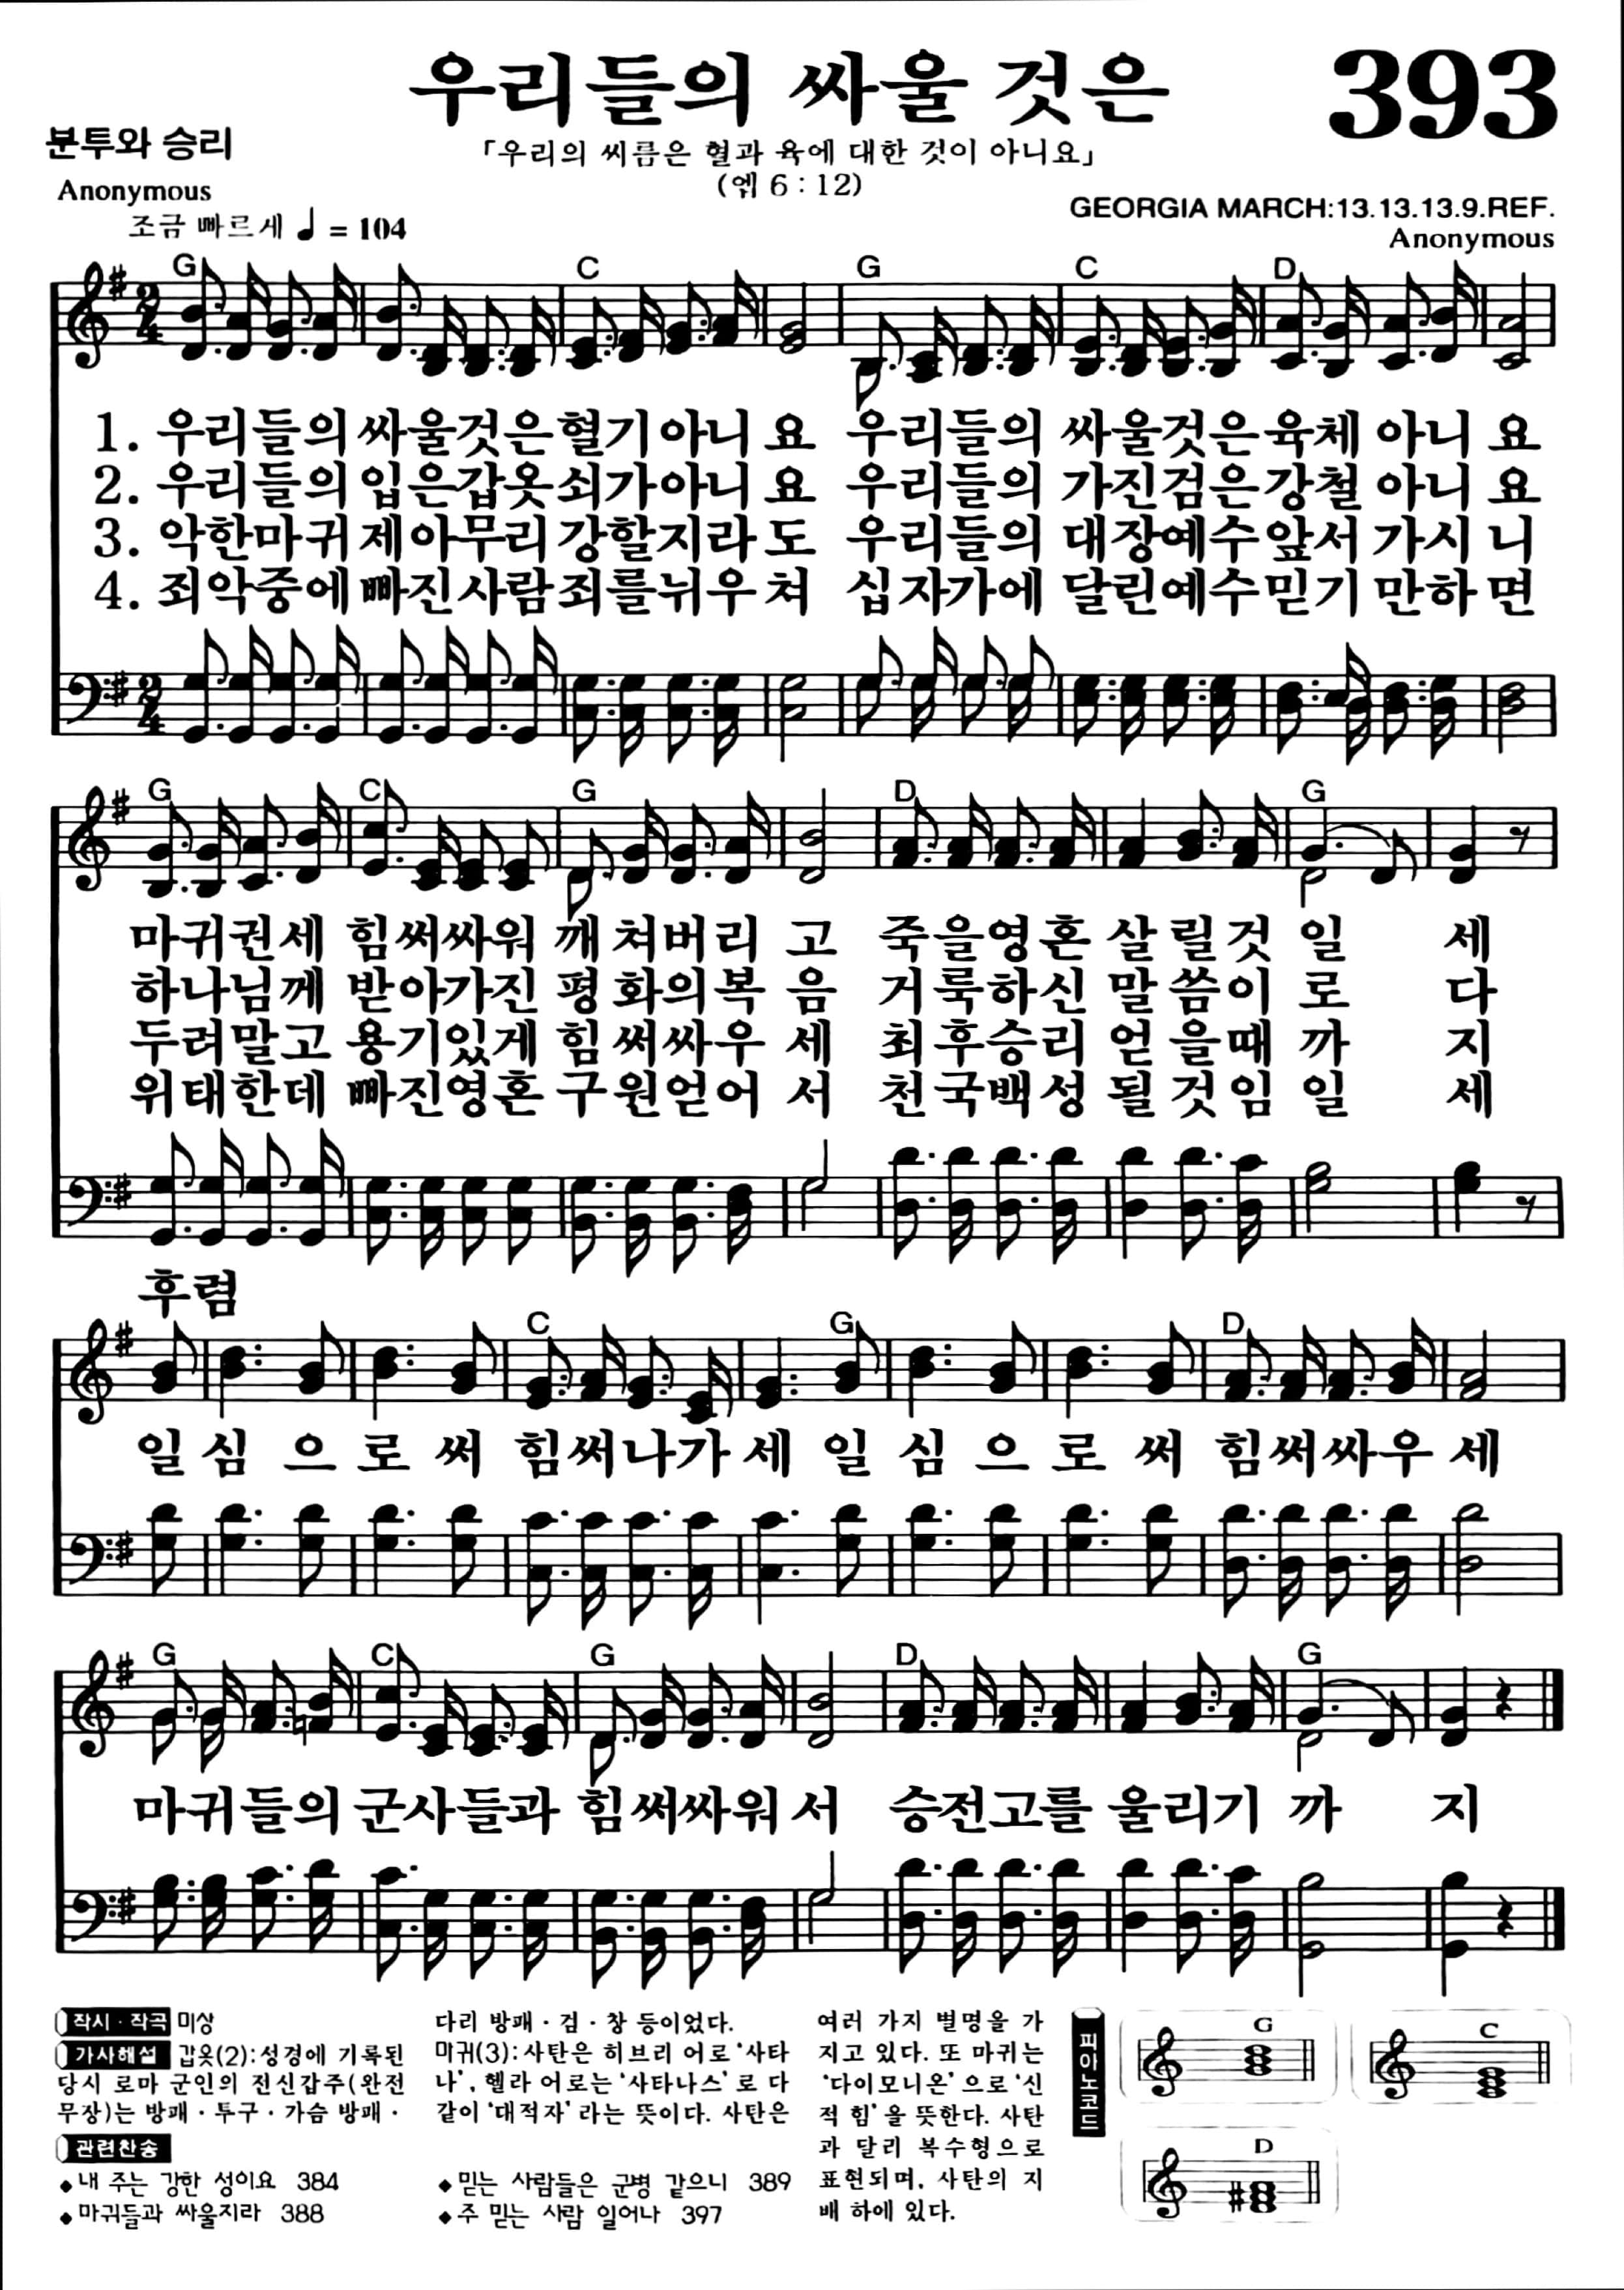 우리들의 싸울 것은
393
분투와 승리
「우리의 씨름은 혈과 육에 대한 것이 아니요」
(엡 6 : 12)
Anonymous
GEORGIA MARCH:13.13.13.9.REF.
조금 빠르게 ♩ = 104
Anonymous
G C G C D
1. 우리들의 싸울것은 혈기아니 요 우리들의 싸울것은 육체 아니 요
2. 우리들의 입은갑옷 쇠가아니 요 우리들의 가진검은 강철 아니 요
3. 악한마귀 제아무리 강할지라 도 우리들의 대장예수 앞서 가시 니
4. 죄악중에 빠진사람 죄를뉘우 쳐 십자가에 달린예수 믿기 만하 면
G C G D G
마귀권세 힘써싸워 깨쳐버리 고 죽을영혼 살릴것 일 세
하나님께 받아가진 평화의복 음 거룩하신 말씀이 로 다
두려말고 용기있게 힘써싸우 세 최후승리 얻을때 까 지
위태한데 빠진영혼 구원얻어 서 천국백성 될것임 일 세
후렴
C G D
일 심 으 로 써 힘써나가 세 일 심 으 로 써 힘써싸우 세
G C G D G
마귀들의 군사들과 힘써싸워 서 승전고를 울리기 까 지
작시·작곡 미상
가사해설 갑옷(2):성경에 기록된
당시 로마 군인의 전신갑주(완전
무장)는 방패·투구·가슴 방패·
다리 방패·검·창 등이었다.
마귀(3):사탄은 히브리 어로 '사타
나', 헬라 어로는 '사타나스' 로 다
같이 '대적자' 라는 뜻이다. 사탄은
여러 가지 별명을 가
지고 있다. 또 마귀는
'다이모니온' 으로 '신
적 힘' 을 뜻한다. 사탄
과 달리 복수형으로
표현되며, 사탄의 지
배 하에 있다.
관련찬송
◆내 주는 강한 성이요 384
◆마귀들과 싸울지라 388
◆믿는 사람들은 군병 같으니 389
◆주 믿는 사람 일어나 397
피아노코드
G
C
D